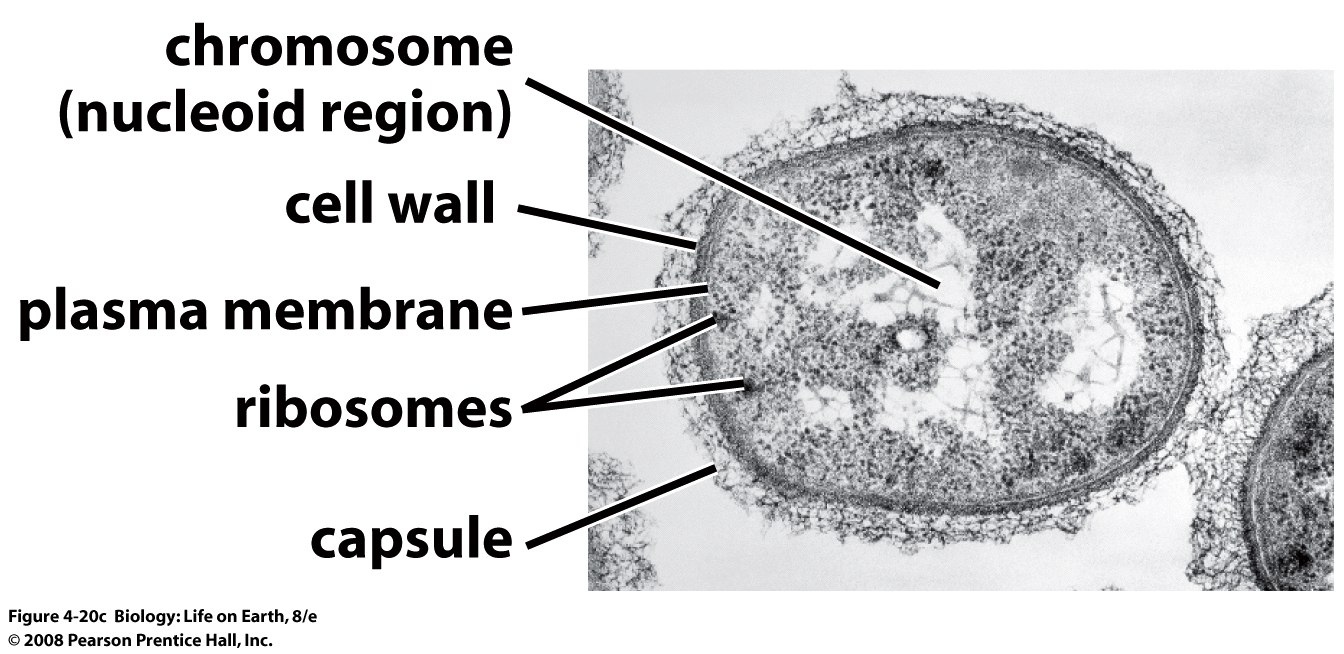 chromosome
(nucleoid region)
cell wall
plasma membrane
ribosomes
capsule
Figure 4-20c Biology: Life on Earth, 8/e
© 2008 Pearson Prentice Hall, Inc.